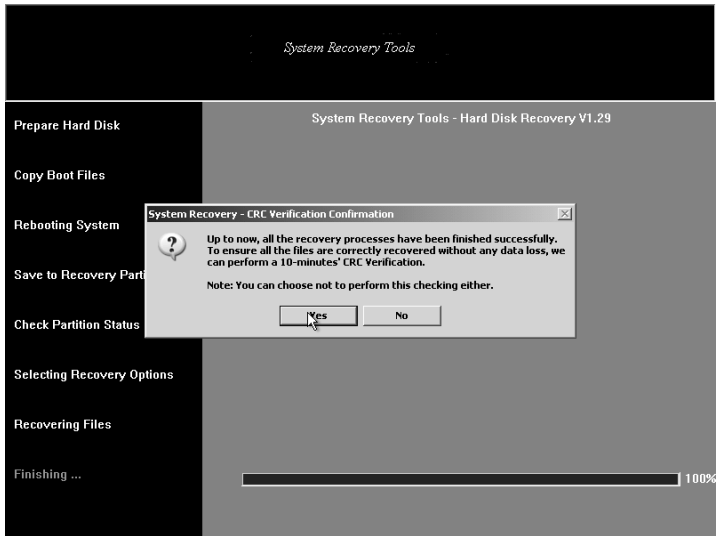 System Recovery Tools
System Recovery Tools - Hard Disk Recovery V1.29
Prepare Hard Disk
Copy Boot Files
Rebooting System
Save to Recovery Parti
Check Partition Status
Selecting Recovery Options
Recovering Files
Finishing ...
System Recovery - CRC Verification Confirmation
Up to now, all the recovery processes have been finished successfully.
To ensure all the files are correctly recovered without any data loss, we
can perform a 10-minutes' CRC Verification.
Note: You can choose not to perform this checking either.
Yes
No
100%